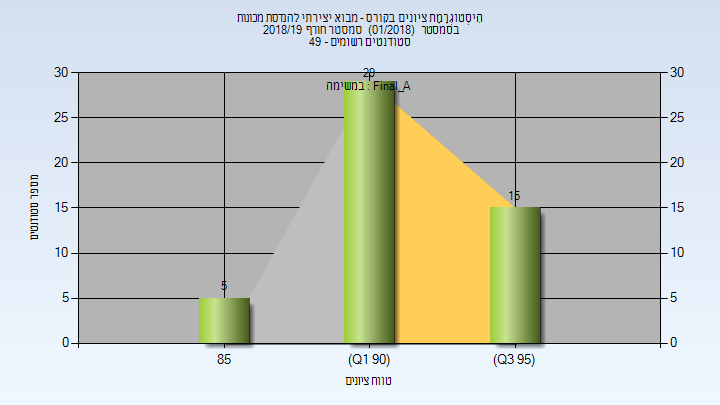 הִיסטוֹגְרָמַת ציונים בקורס - מבוא יצירתי להנדסת מכונות
בסמסטר (01/2018) סמסטר חורף 2018/19
סטודנטים רשומים - 49
במשימה : Final_A
30
25
20
15
10
5
0
30
25
20
15
10
5
0
מספר סטודנטים
5
29
15
85
(Q1 90)
(Q3 95)
טווח ציונים